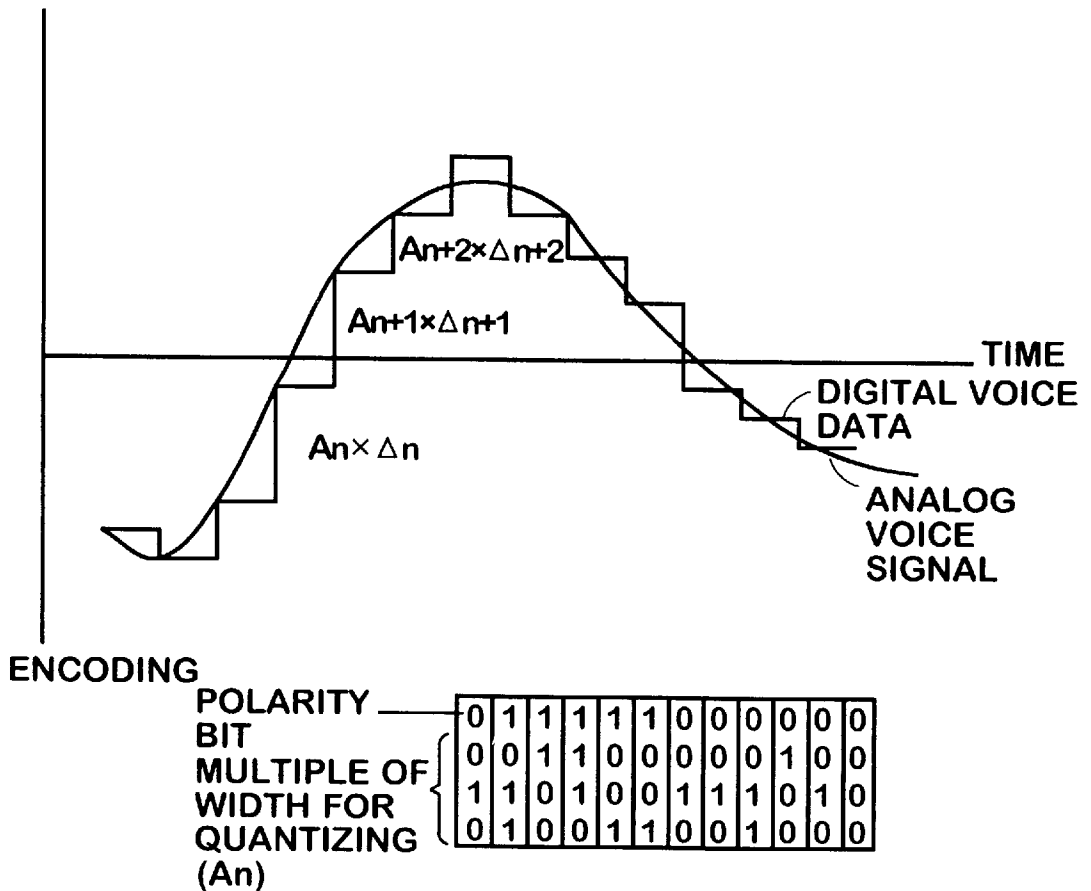 An+2×Δn+2
An+1×Δn+1
TIME
DIGITAL VOICE
DATA
An×Δn
ANALOG
VOICE
SIGNAL
ENCODING
POLARITY
BIT
MULTIPLE OF
WIDTH FOR
QUANTIZING
(An)
0 1 1 1 1 1 0 0 0 0 0 0
0 0 1 1 0 0 0 0 0 1 0 0
1 1 0 1 0 0 1 1 1 0 1 0
0 1 0 0 1 1 0 0 1 0 0 0